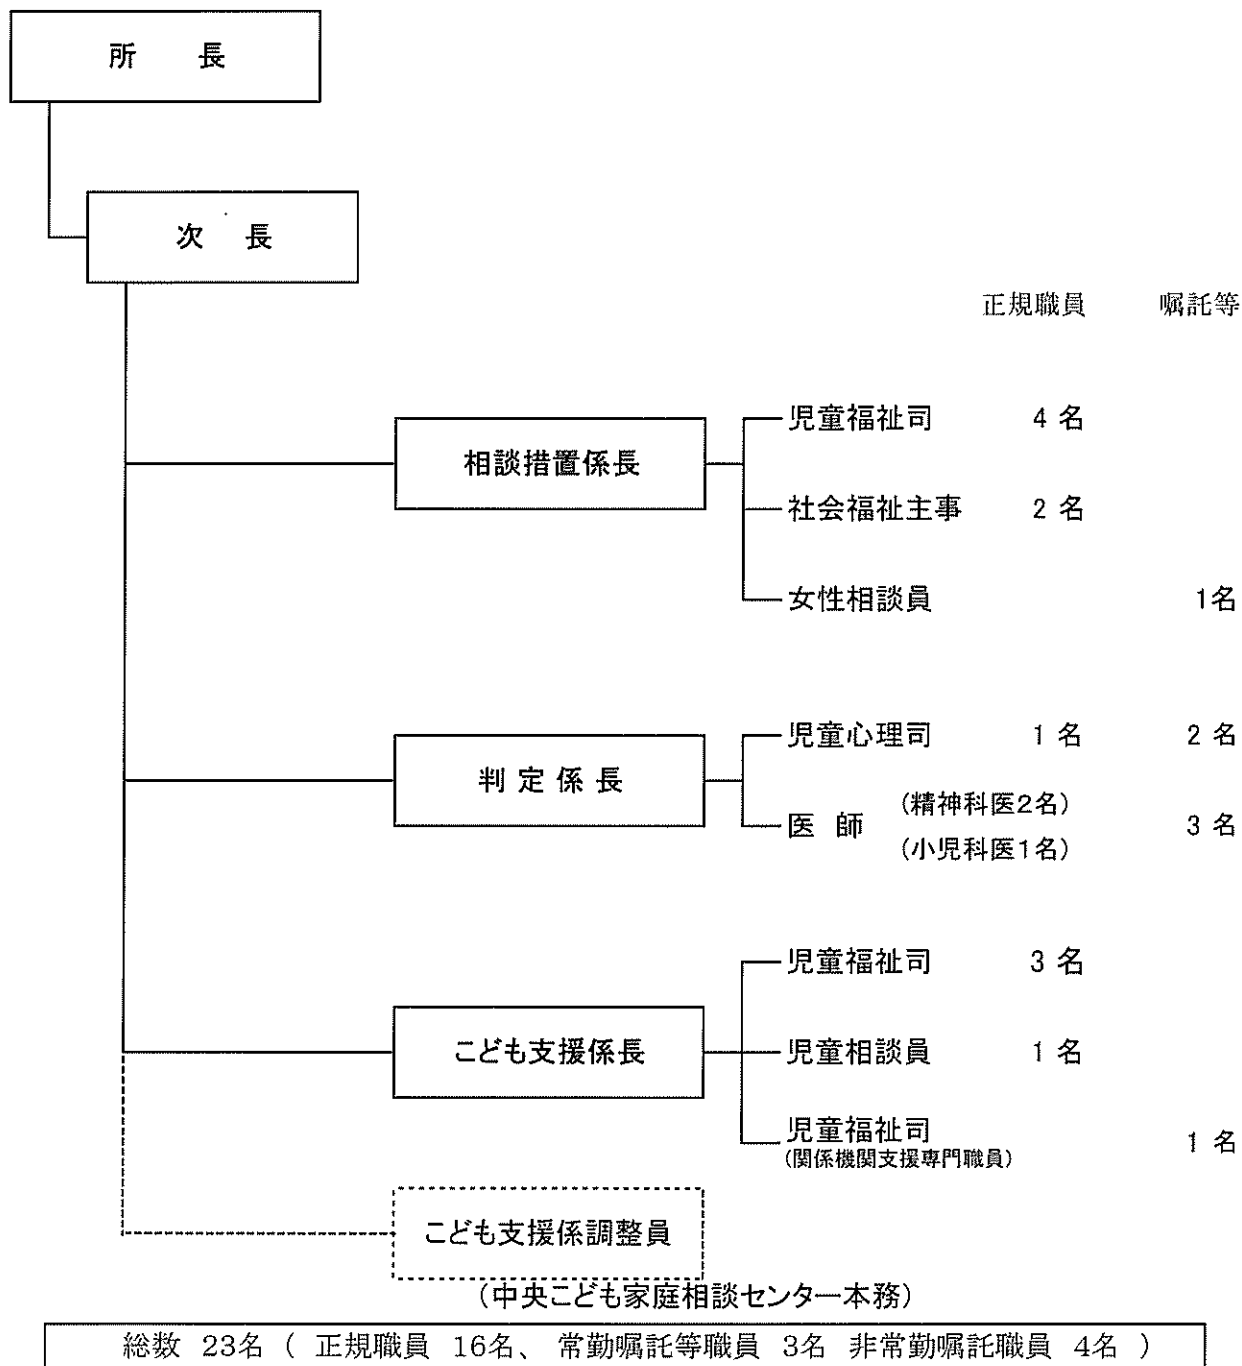 所　長
次　長
正規職員　嘱託等
児童福祉司　4 名
相談措置係長
社会福祉主事　2 名
女性相談員　1名
児童心理司　1 名　2 名
判 定 係 長
(精神科医2名)
医 師　3 名
(小児科医1名)
児童福祉司　3 名
こども支援係長　児童相談員　1 名
児童福祉司　1 名
(関係機関支援専門職員)
こども支援係調整員
(中央こども家庭相談センター本務)
総数 23名 ( 正規職員 16名、 常勤嘱託等職員 3名 非常勤嘱託職員 4名 )